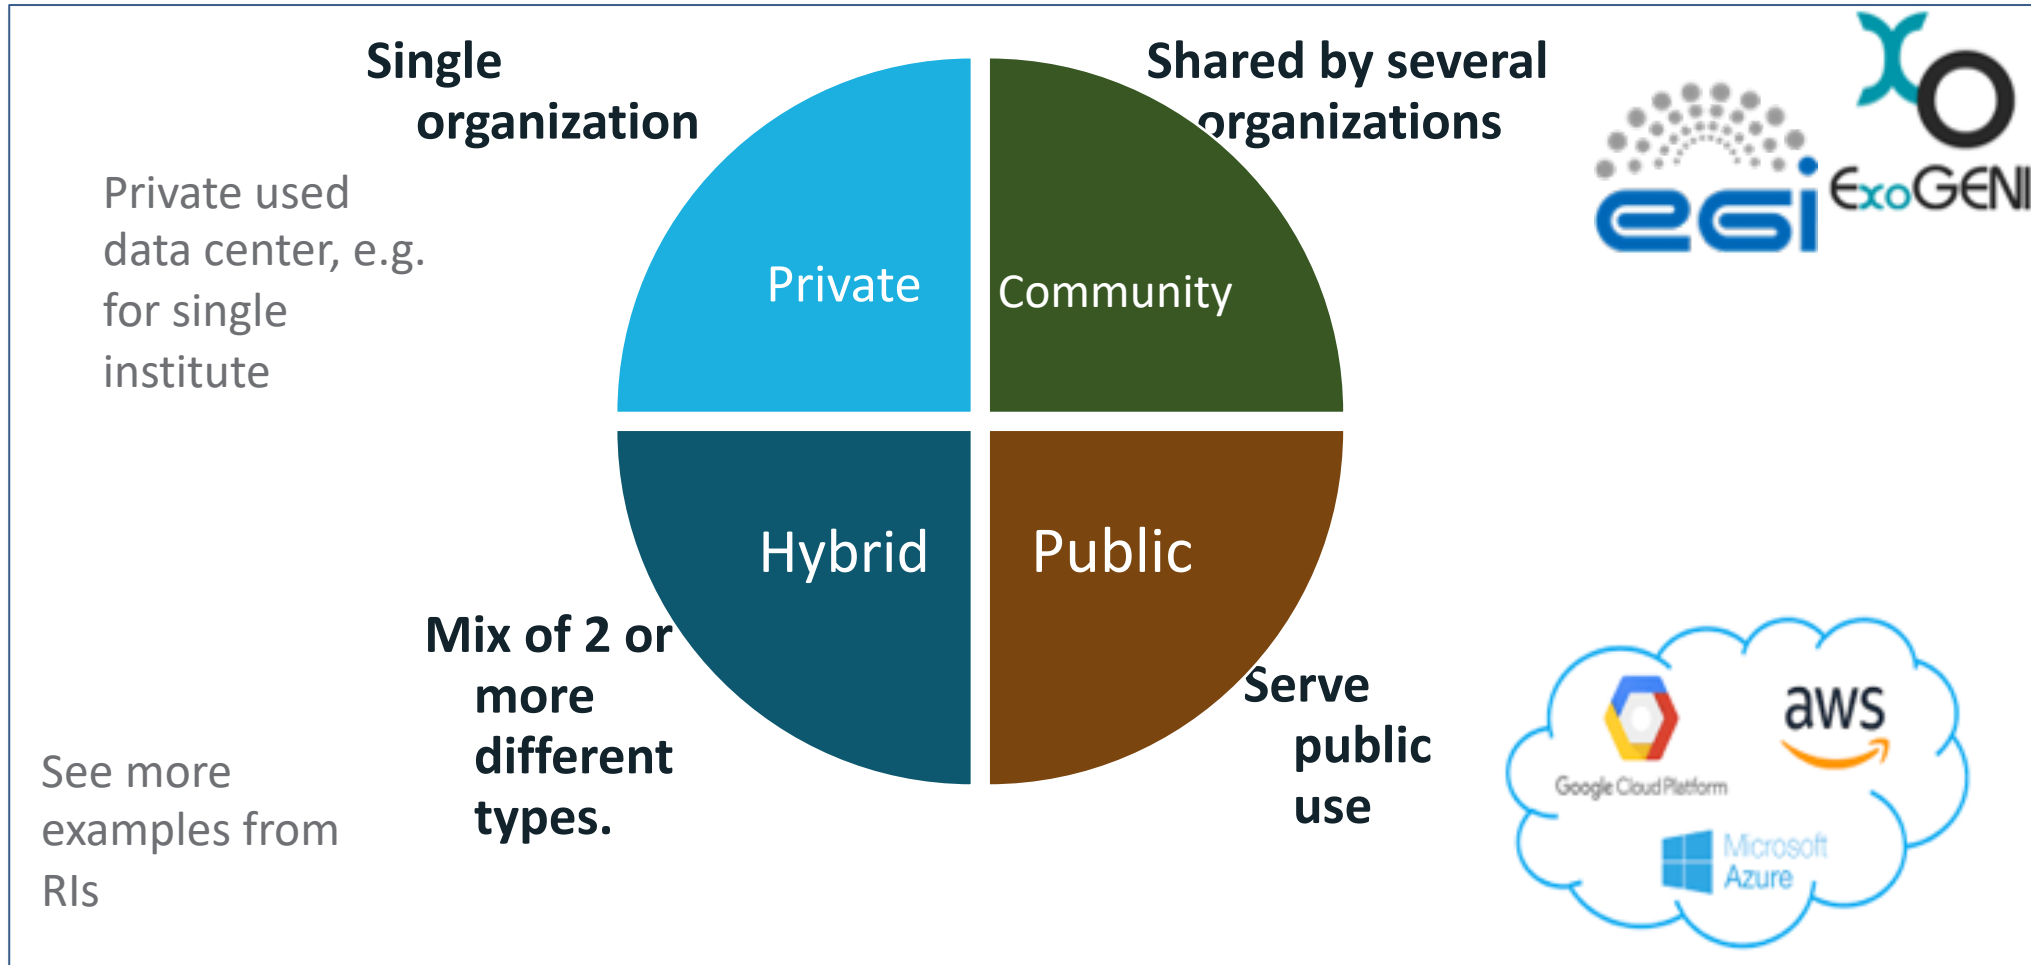 Single
organization
Private used
data center, e.g.
for single
institute
Private
Shared by several
organizations
Community
egi
ExoGENI
Hybrid
Mix of 2 or
more
different
types.
See more
examples from
RIs
Public
Serve
public
use
Google Cloud Platform
aws
Microsoft
Azure